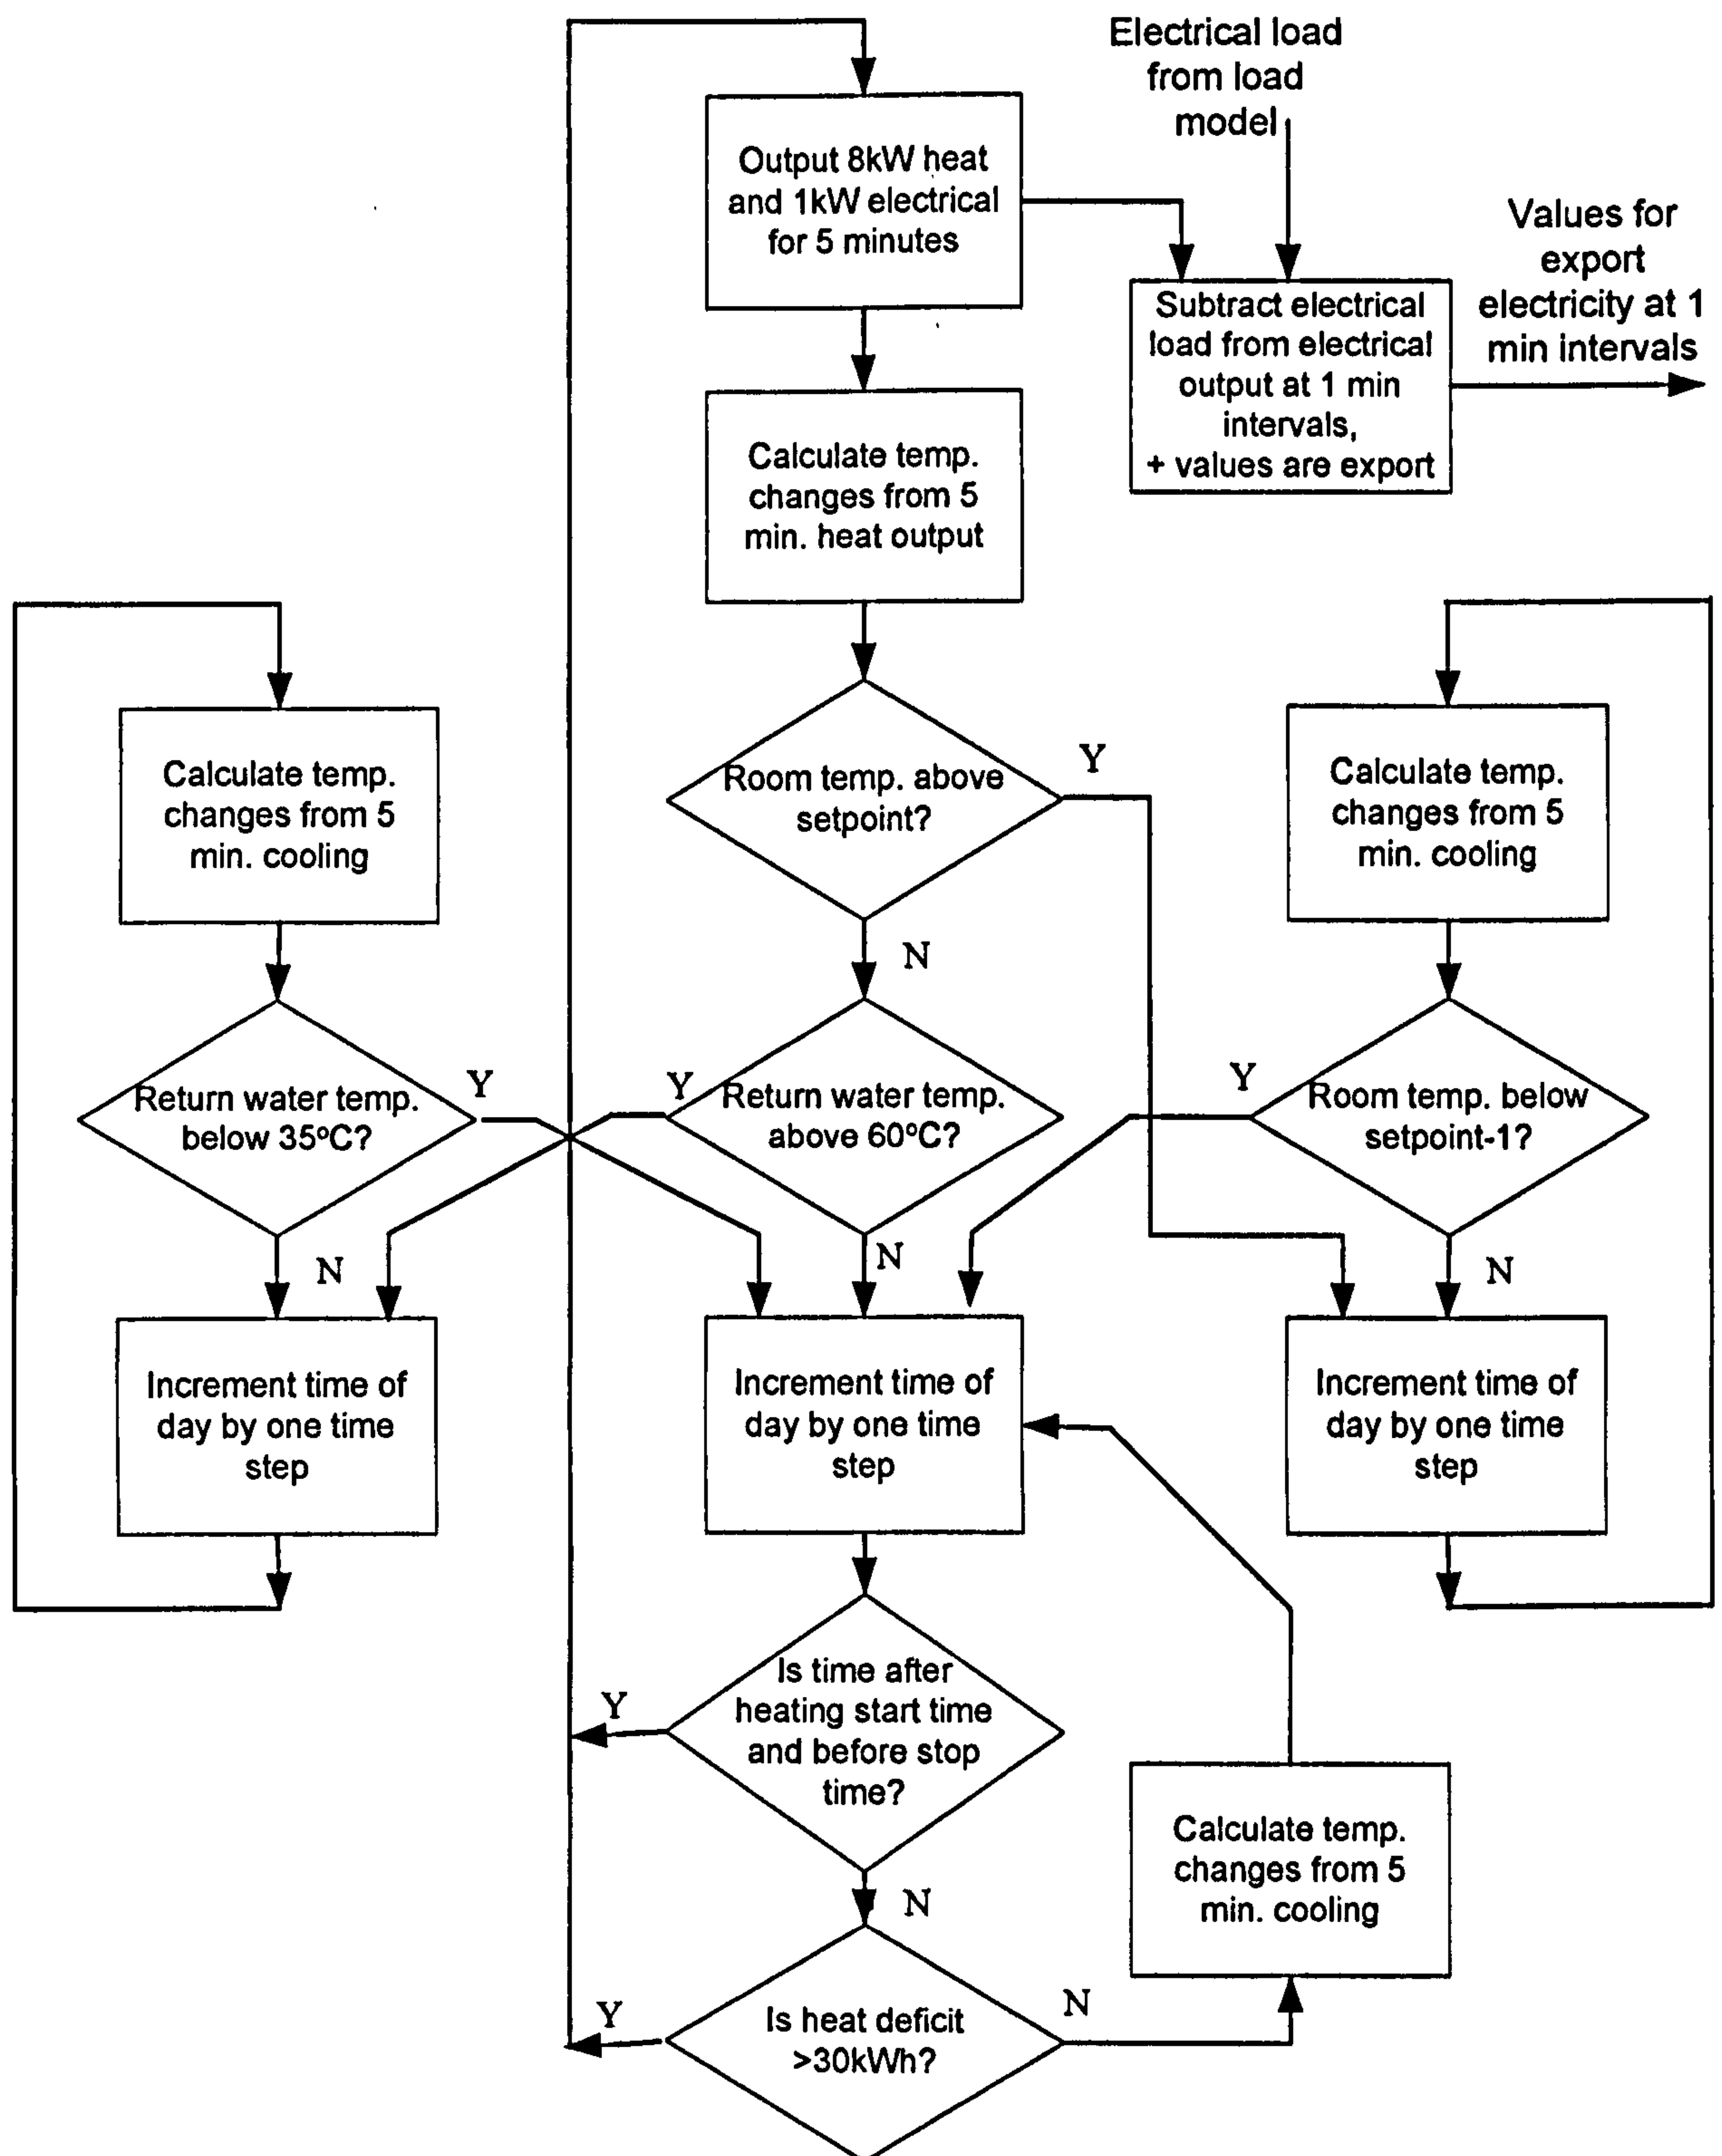 Electrical load
from load
model
Output 8kW heat
and 1kW electrical
for 5 minutes
Values for
export
electricity at 1
min intervals
Subtract electrical
load from electrical
output at 1 min
intervals,
+ values are export
Calculate temp.
changes from 5
min. heat output
Calculate temp.
changes from 5
min. cooling
Room temp. above
setpoint?
Y
N
Calculate temp.
changes from 5
min. cooling
Return water temp.
below 35ºC?
Y
N
Y
Return water temp.
above 60ºC?
N
Y
Room temp. below
setpoint-1?
N
Increment time of
day by one time
step
Increment time of
day by one time
step
Increment time of
day by one time
step
Is time after
heating start time
and before stop
time?
Y
N
Calculate temp.
changes from 5
min. cooling
Is heat deficit
>30kWh?
Y
N